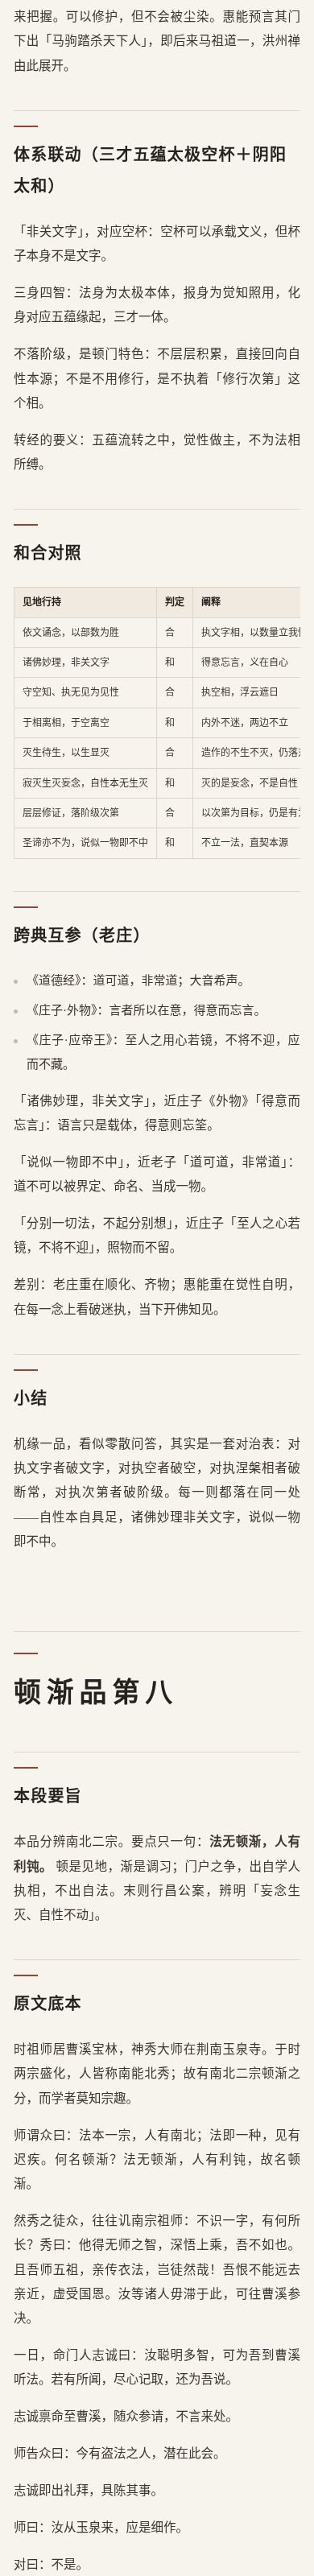 来把握。可以修护，但不会被尘染。惠能预言其门
下出「马驹踏杀天下人」，即后来马祖道一，洪州禅
由此展开。
体系联动（三才五蕴太极空杯＋阴阳
太和）
「非关文字」，对应空杯：空杯可以承载文义，但杯
子本身不是文字。
三身四智：法身为太极本体，报身为觉知照用，化
身对应五蕴缘起，三才一体。
不落阶级，是顿门特色：不层层积累，直接回向自
性本源；不是不用修行，是不执着「修行次第」这
个相。
转经的要义：五蕴流转之中，觉性做主，不为法相
所缚。
和合对照
见地行持 判定 阐释
依文诵念，以部数为胜 合 执文字相，以数量立我
诸佛妙理，非关文字 和 得意忘言，义在自心
守空知、执无见为见性 合 执空相，浮云遮日
于相离相，于空离空 和 内外不迷，两边不立
灭生待生，以生显灭 合 造作的不生不灭，仍落
寂灭生灭妄念，自性本无生灭 和 灭的是妄念，不是自性
层层修证，落阶级次第 合 以次第为目标，仍是有
圣谛亦不为，说似一物即不中 和 不立一法，直契本源
跨典互参（老庄）
《道德经》：道可道，非常道；大音希声。
《庄子·外物》：言者所以在意，得意而忘言。
《庄子·应帝王》：至人之用心若镜，不将不迎，应
而不藏。
「诸佛妙理，非关文字」，近庄子《外物》「得意而
忘言」：语言只是载体，得意则忘筌。
「说似一物即不中」，近老子「道可道，非常道」：
道不可以被界定、命名、当成一物。
「分别一切法，不起分别想」，近庄子「至人之心若
镜，不将不迎」，照物而不留。
差别：老庄重在顺化、齐物；惠能重在觉性自明，
在每一念上看破迷执，当下开佛知见。
小结
机缘一品，看似零散问答，其实是一套对治表：对
执文字者破文字，对执空者破空，对执涅槃相者破
断常，对执次第者破阶级。每一则都落在同一处
——自性本自具足，诸佛妙理非关文字，说似一物
即不中。
顿渐品第八
本段要旨
本品分辨南北二宗。要点只一句：法无顿渐，人有
利钝。 顿是见地，渐是调习；门户之争，出自学人
执相，不出自法。末则行昌公案，辨明「妄念生
灭、自性不动」。
原文底本
时祖师居曹溪宝林，神秀大师在荆南玉泉寺。于时
两宗盛化，人皆称南能北秀；故有南北二宗顿渐之
分，而学者莫知宗趣。
师谓众曰：法本一宗，人有南北；法即一种，见有
迟疾。何名顿渐？法无顿渐，人有利钝，故名顿
渐。
然秀之徒众，往往讥南宗祖师：不识一字，有何所
长？秀曰：他得无师之智，深悟上乘，吾不如也。
且吾师五祖，亲传衣法，岂徒然哉！吾恨不能远去
亲近，虚受国恩。汝等诸人毋滞于此，可往曹溪参
决。
一日，命门人志诚曰：汝聪明多智，可为吾到曹溪
听法。若有所闻，尽心记取，还为吾说。
志诚禀命至曹溪，随众参请，不言来处。
师告众曰：今有盗法之人，潜在此会。
志诚即出礼拜，具陈其事。
师曰：汝从玉泉来，应是细作。
对曰：不是。